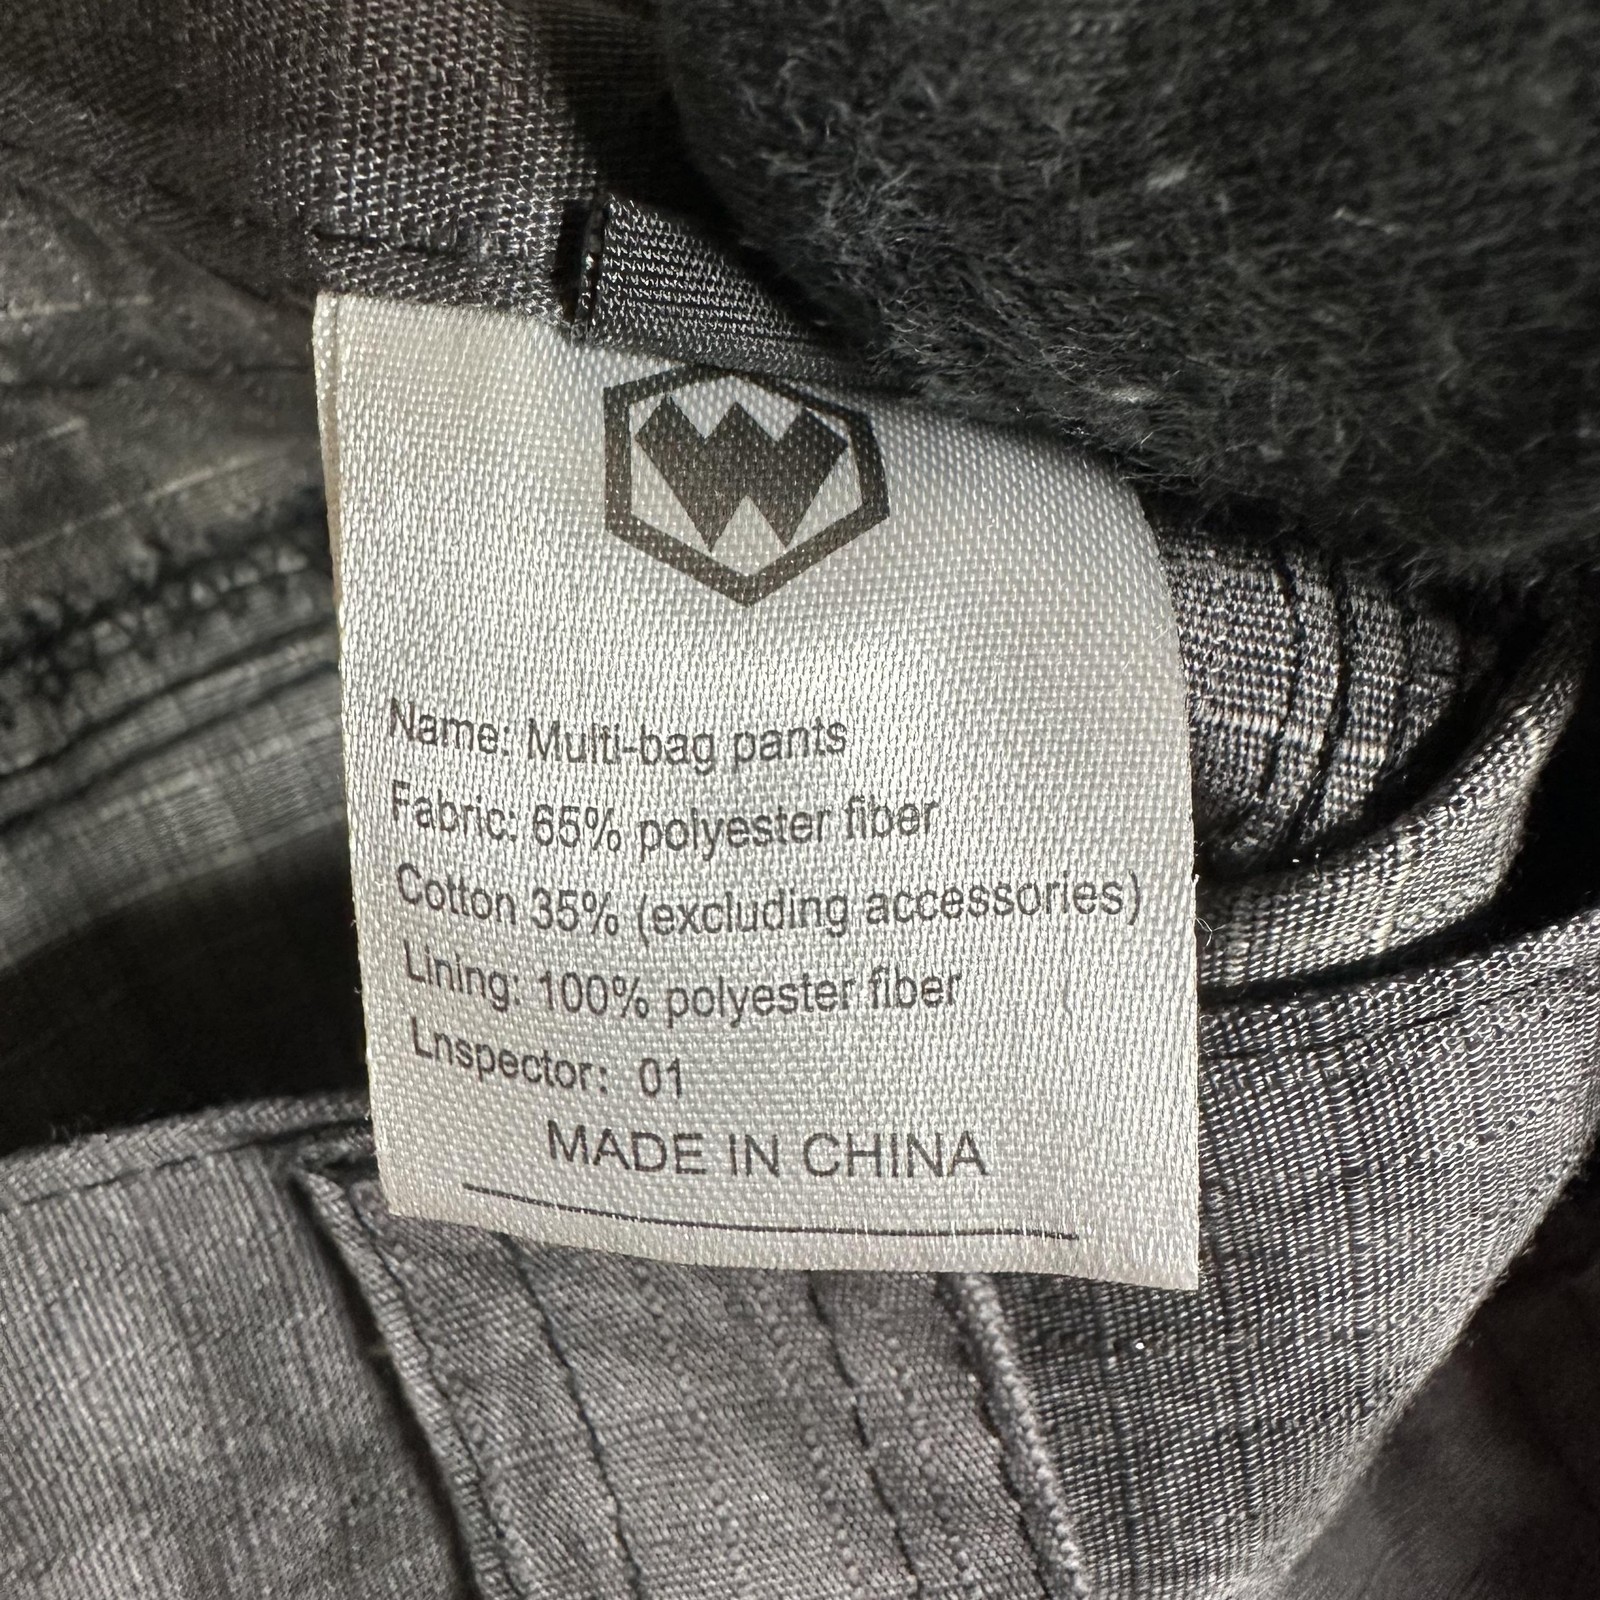 Name: Multi-bag pants
Fabric: 65% polyester fiber
Cotton 35% (excluding accessories)
Lining: 100% polyester fiber
Lnspector: 01
MADE IN CHINA